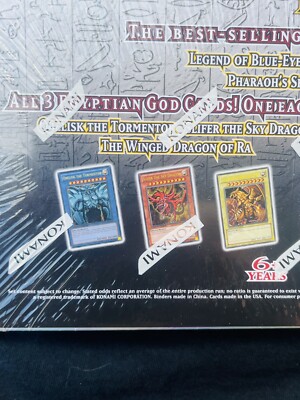 THE BEST-SELLING
LEGEND OF BLUE-EYE
PHARAOH'S S
ALL 3 EGYPTIAN GOD CARDS! ONE EAC
OBELISK THE TORMENTO SLIFER THE SKY DRAG
THE WINGED DRAGON OF RA
KONAMI
KONAMI
KONAMI
KONAMI
6+
YEARS
Set content subject to change. Stated odds reflect an average of the entire production run; no ratio is guaranteed to exist w
a registered trademark of KONAMI CORPORATION. Binders made in China. Cards made in the USA. For consumer